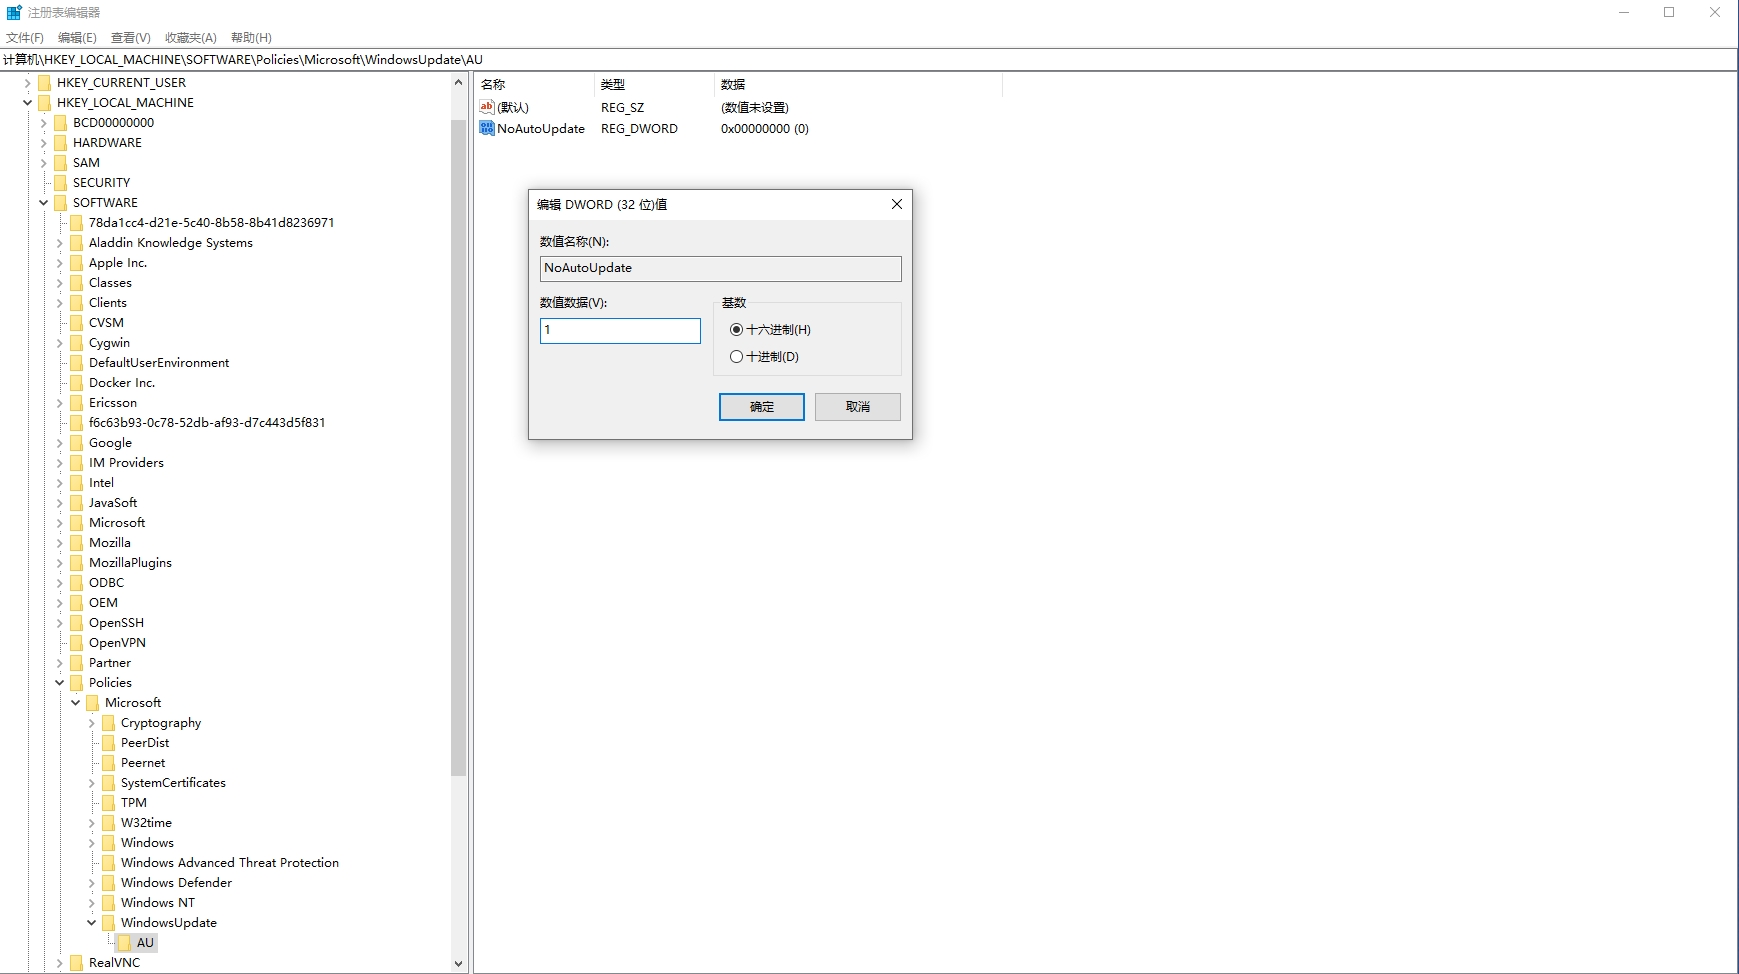 注册表编辑器
文件(F) 编辑(E) 查看(V) 收藏夹(A) 帮助(H)
计算机\HKEY_LOCAL_MACHINE\SOFTWARE\Policies\Microsoft\WindowsUpdate\AU
HKEY_CURRENT_USER
HKEY_LOCAL_MACHINE
BCD00000000
HARDWARE
SAM
SECURITY
SOFTWARE
78da1cc4-d21e-5c40-8b58-8b41d8236971
Aladdin Knowledge Systems
Apple Inc.
Classes
Clients
CVSM
Cygwin
DefaultUserEnvironment
Docker Inc.
Ericsson
f6c63b93-0c78-52db-af93-d7c443d5f831
Google
IM Providers
Intel
JavaSoft
Microsoft
Mozilla
MozillaPlugins
ODBC
OEM
OpenSSH
OpenVPN
Partner
Policies
Microsoft
Cryptography
PeerDist
Peernet
SystemCertificates
TPM
W32time
Windows
Windows Advanced Threat Protection
Windows Defender
Windows NT
WindowsUpdate
AU
RealVNC
名称 类型 数据
(默认) REG_SZ (数值未设置)
NoAutoUpdate REG_DWORD 0x00000000 (0)
编辑 DWORD (32 位)值
数值名称(N):
NoAutoUpdate
数值数据(V):
1
基数
十六进制(H)
十进制(D)
确定 取消